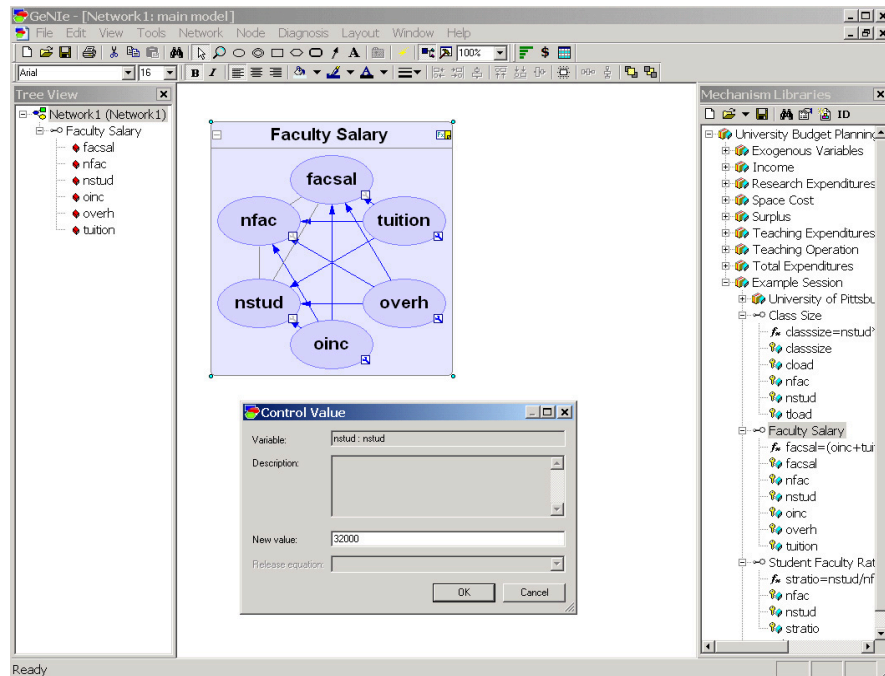 GeNIe - [Network1: main model]
File Edit View Tools Network Node Diagnosis Layout Window Help
100%
Arial 16 B I
Tree View
Network1 (Network1)
Faculty Salary
facsal
nfac
nstud
oinc
overh
tuition
Faculty Salary
facsal
nfac
tuition
nstud
overh
oinc
Control Value
Variable: nstud : nstud
Description:
New value: 32000
Release equation:
OK Cancel
Mechanism Libraries
ID
University Budget Planning
Exogenous Variables
Income
Research Expenditures
Space Cost
Surplus
Teaching Expenditures
Teaching Operation
Total Expenditures
Example Session
University of Pittsbu
Class Size
classsize=nstud*
classsize
cload
nfac
nstud
tload
Faculty Salary
facsal=(oinc+tui
facsal
nfac
nstud
oinc
overh
tuition
Student Faculty Rat
stratio=nstud/nf
nfac
nstud
stratio
Ready